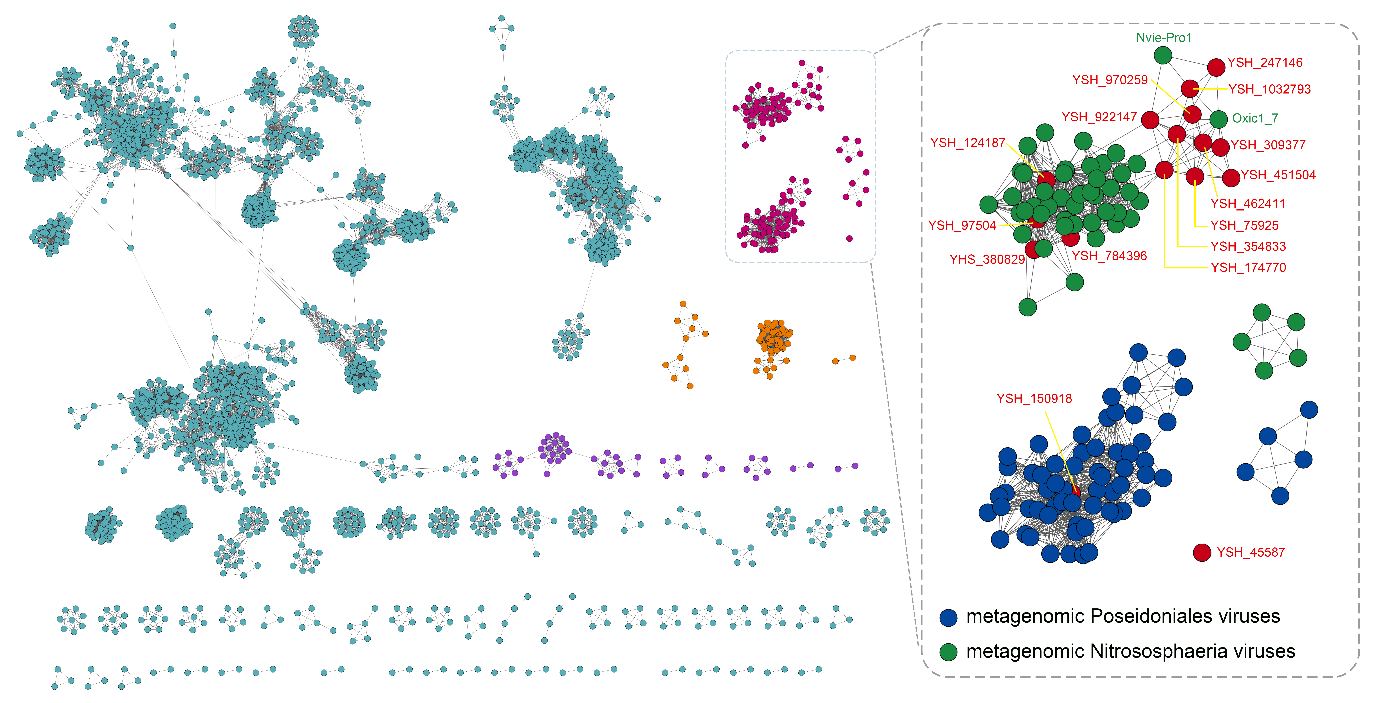 Nvie-Pro1
YSH_247146
YSH_970259
YSH_1032793
YSH_922147
Oxic1_7
YSH_124187
YSH_309377
YSH_451504
YSH_462411
YSH_97504
YSH_75925
YHS_380829
YSH_784396
YSH_354833
YSH_174770
YSH_150918
YSH_45587
metagenomic Poseidoniales viruses
metagenomic Nitrososphaeria viruses